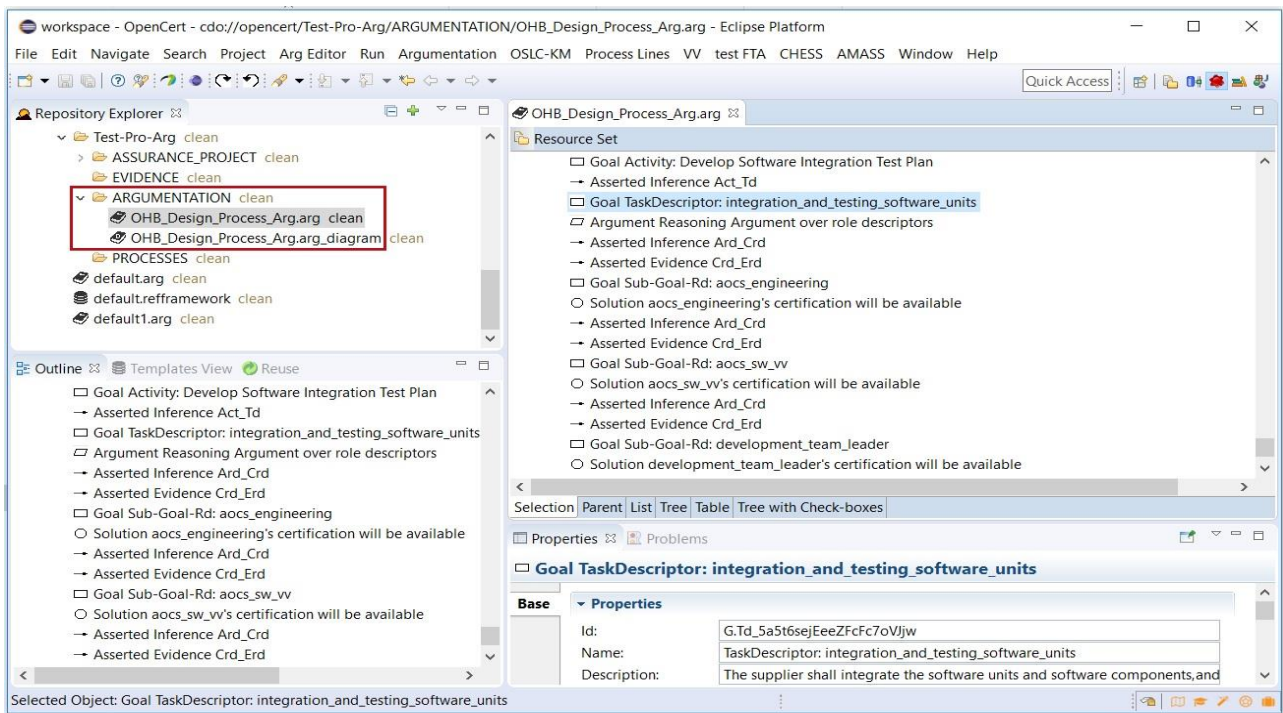 workspace - OpenCert - cdo://opencert/Test-Pro-Arg/ARGUMENTATION/OHB_Design_Process_Arg.arg - Eclipse Platform
File Edit Navigate Search Project Arg Editor Run Argumentation OSLC-KM Process Lines VV test FTA CHESS AMASS Window Help
Quick Access
Repository Explorer
Test-Pro-Arg clean
ASSURANCE_PROJECT clean
EVIDENCE clean
ARGUMENTATION clean
OHB_Design_Process_Arg.arg clean
OHB_Design_Process_Arg.arg_diagram clean
PROCESSES clean
default.arg clean
default.refframework clean
default1.arg clean
Outline Templates View Reuse
Goal Activity: Develop Software Integration Test Plan
Asserted Inference Act_Td
Goal TaskDescriptor: integration_and_testing_software_units
Argument Reasoning Argument over role descriptors
Asserted Inference Ard_Crd
Asserted Evidence Crd_Erd
Goal Sub-Goal-Rd: aocs_engineering
Solution aocs_engineering's certification will be available
Asserted Inference Ard_Crd
Asserted Evidence Crd_Erd
Goal Sub-Goal-Rd: aocs_sw_vv
Solution aocs_sw_vv's certification will be available
Asserted Inference Ard_Crd
Asserted Evidence Crd_Erd
OHB_Design_Process_Arg.arg
Resource Set
Goal Activity: Develop Software Integration Test Plan
Asserted Inference Act_Td
Goal TaskDescriptor: integration_and_testing_software_units
Argument Reasoning Argument over role descriptors
Asserted Inference Ard_Crd
Asserted Evidence Crd_Erd
Goal Sub-Goal-Rd: aocs_engineering
Solution aocs_engineering's certification will be available
Asserted Inference Ard_Crd
Asserted Evidence Crd_Erd
Goal Sub-Goal-Rd: aocs_sw_vv
Solution aocs_sw_vv's certification will be available
Asserted Inference Ard_Crd
Asserted Evidence Crd_Erd
Goal Sub-Goal-Rd: development_team_leader
Solution development_team_leader's certification will be available
Selection Parent List Tree Table Tree with Check-boxes
Properties Problems
Goal TaskDescriptor: integration_and_testing_software_units
Base
Properties
Id: G.Td_5a5t6sejEeeZFcFc7oVJjw
Name: TaskDescriptor: integration_and_testing_software_units
Description: The supplier shall integrate the software units and software components,and
Selected Object: Goal TaskDescriptor: integration_and_testing_software_units